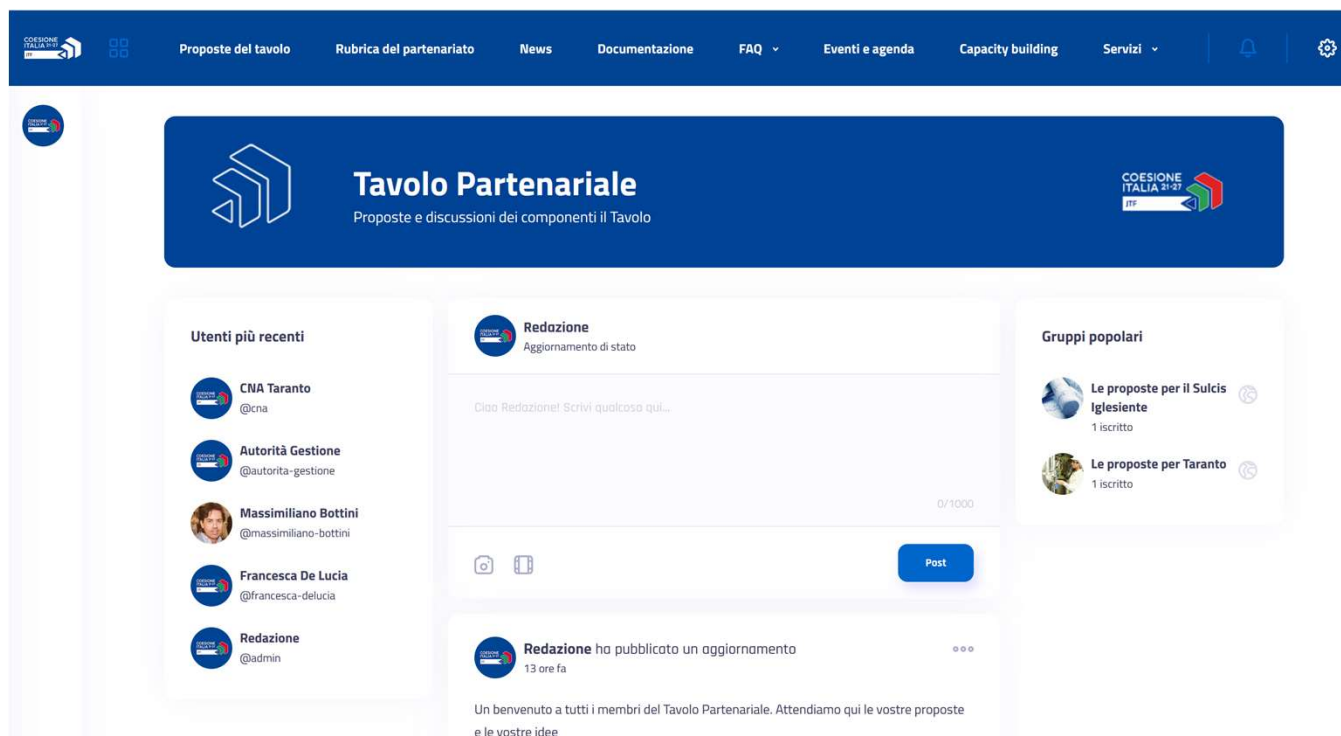 COESIONE
ITALIA 21-27
JTF
Proposte del tavolo
Rubrica del partenariato
News
Documentazione
FAQ
Eventi e agenda
Capacity building
Servizi
Tavolo Partenariale
Proposte e discussioni dei componenti il Tavolo
COESIONE
ITALIA 21-27
JTF
Utenti più recenti
CNA Taranto
@cna
Autorità Gestione
@autorita-gestione
Massimiliano Bottini
@massimiliano-bottini
Francesca De Lucia
@francesca-delucia
Redazione
@admin
Redazione
Aggiornamento di stato
Ciao Redazione! Scrivi qualcosa qui...
0/1000
Post
Redazione ha pubblicato un aggiornamento
13 ore fa
Un benvenuto a tutti i membri del Tavolo Partenariale. Attendiamo qui le vostre proposte
e le vostre idee
Gruppi popolari
Le proposte per il Sulcis
Iglesiente
1 iscritto
Le proposte per Taranto
1 iscritto